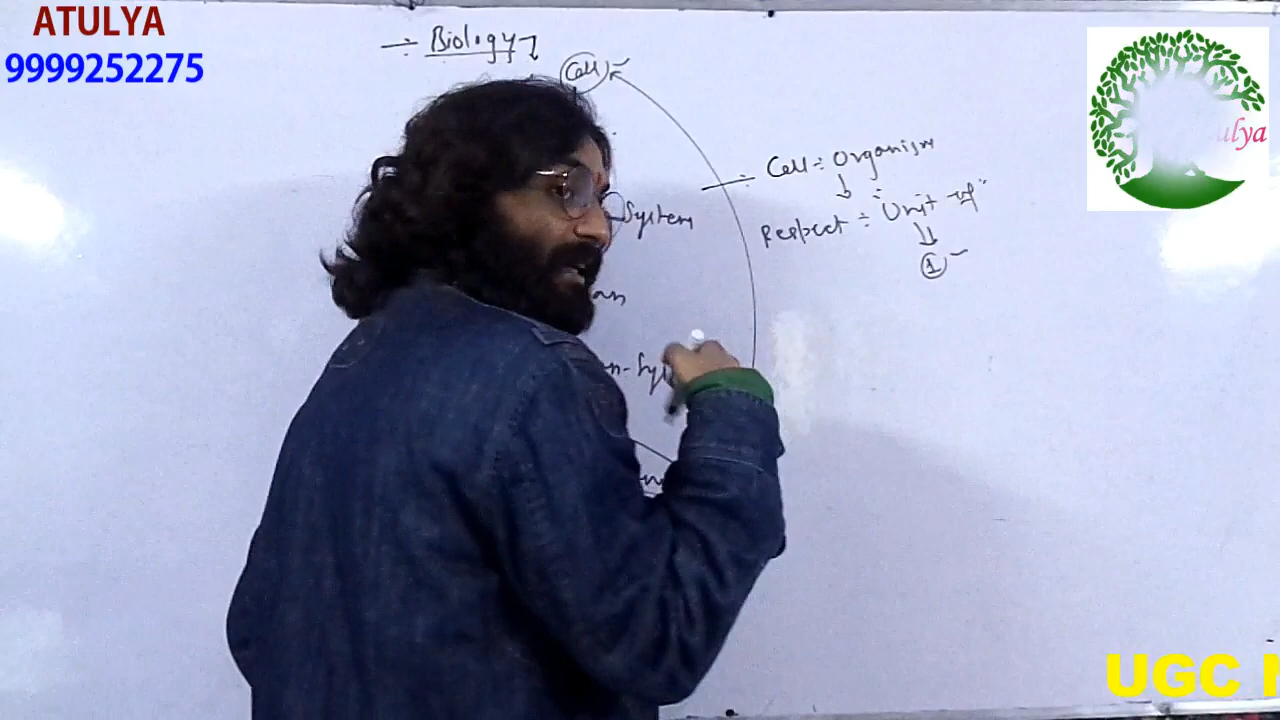 ATULYA
9999252275
÷ Biology
Cell
System
÷ Cell ÷ Organism
Respect ÷ "Unit of"
1
ulya
UGC